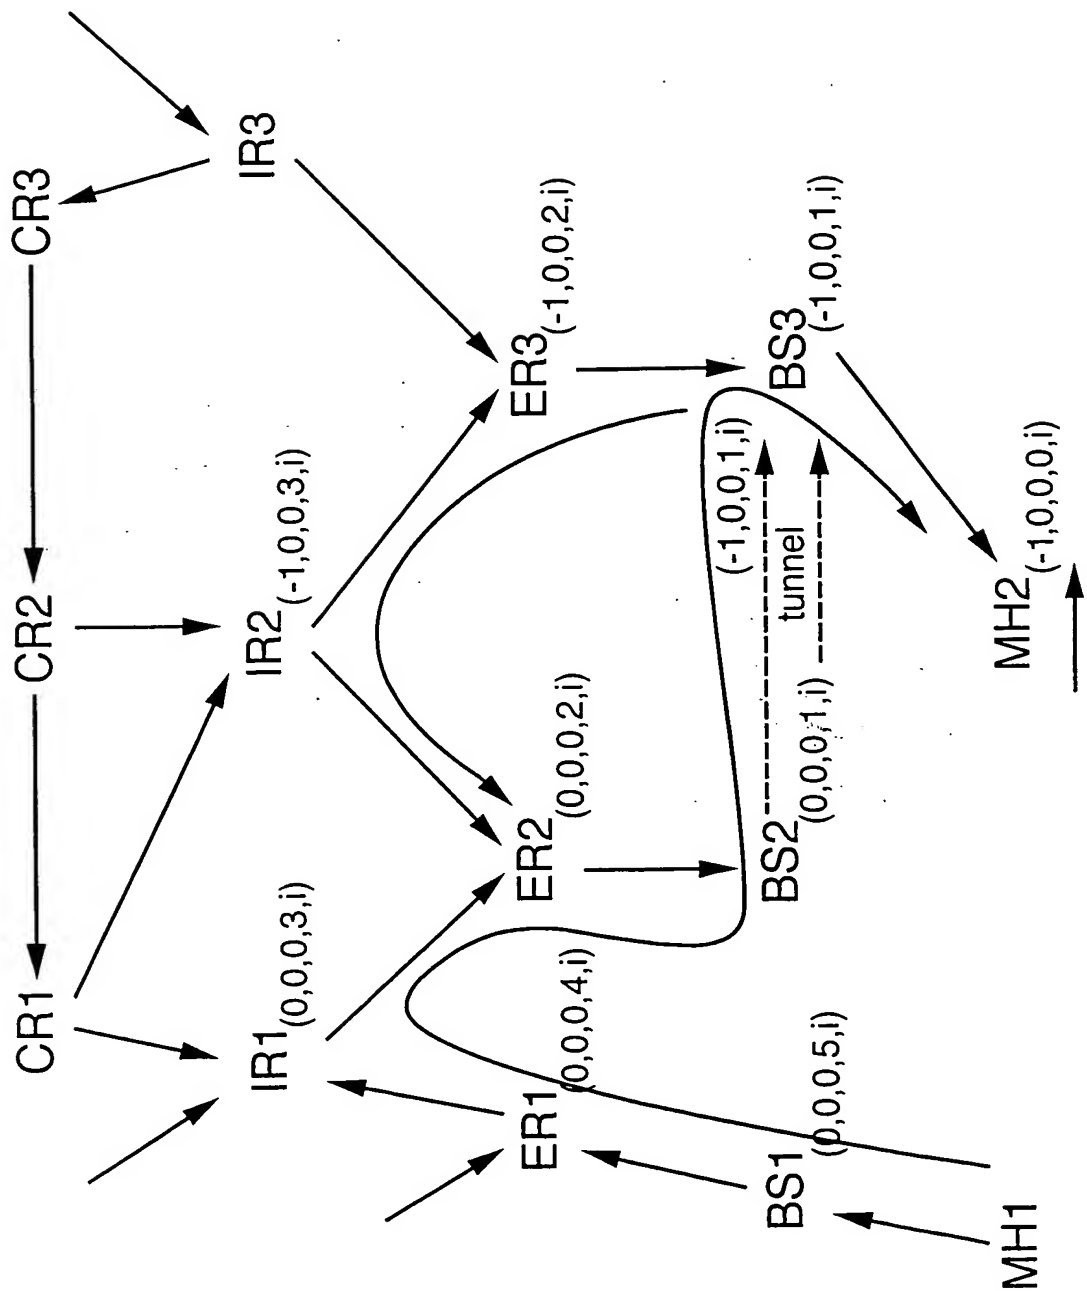 CR1
CR2
CR3
IR1(0,0,0,3,i)
IR2(-1,0,0,3,i)
IR3
ER1(0,0,0,4,i)
ER2(0,0,0,2,i)
ER3(-1,0,0,2,i)
(-1,0,0,1,i)
tunnel
BS1(0,0,0,5,i)
BS2(0,0,0,1,i)
BS3(-1,0,0,1,i)
MH1
MH2(-1,0,0,0,i)